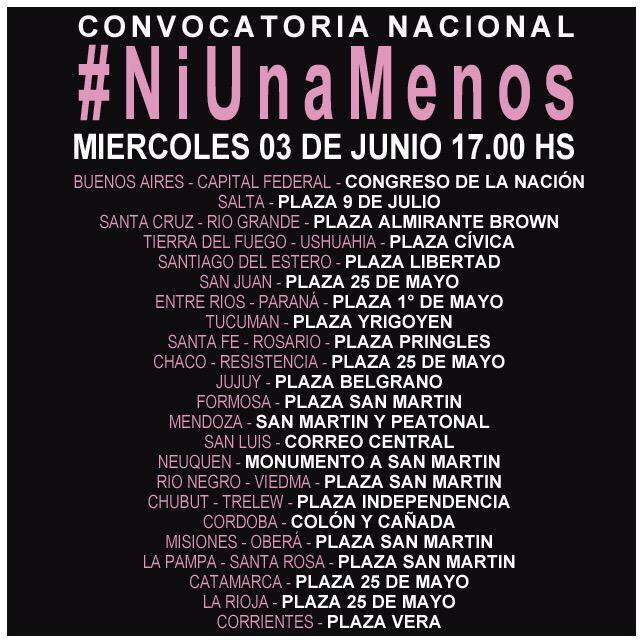 CONVOCATORIA NACIONAL
#NiUnaMenos
MIERCOLES 03 DE JUNIO 17.00 HS
BUENOS AIRES - CAPITAL FEDERAL - CONGRESO DE LA NACIÓN
SALTA - PLAZA 9 DE JULIO
SANTA CRUZ - RIO GRANDE - PLAZA ALMIRANTE BROWN
TIERRA DEL FUEGO - USHUAHIA - PLAZA CÍVICA
SANTIAGO DEL ESTERO - PLAZA LIBERTAD
SAN JUAN - PLAZA 25 DE MAYO
ENTRE RIOS - PARANÁ - PLAZA 1° DE MAYO
TUCUMAN - PLAZA YRIGOYEN
SANTA FE - ROSARIO - PLAZA PRINGLES
CHACO - RESISTENCIA - PLAZA 25 DE MAYO
JUJUY - PLAZA BELGRANO
FORMOSA - PLAZA SAN MARTIN
MENDOZA - SAN MARTIN Y PEATONAL
SAN LUIS - CORREO CENTRAL
NEUQUEN - MONUMENTO A SAN MARTIN
RIO NEGRO - VIEDMA - PLAZA SAN MARTIN
CHUBUT - TRELEW - PLAZA INDEPENDENCIA
CORDOBA - COLÓN Y CAÑADA
MISIONES - OBERÁ - PLAZA SAN MARTIN
LA PAMPA - SANTA ROSA - PLAZA SAN MARTIN
CATAMARCA - PLAZA 25 DE MAYO
LA RIOJA - PLAZA 25 DE MAYO
CORRIENTES - PLAZA VERA